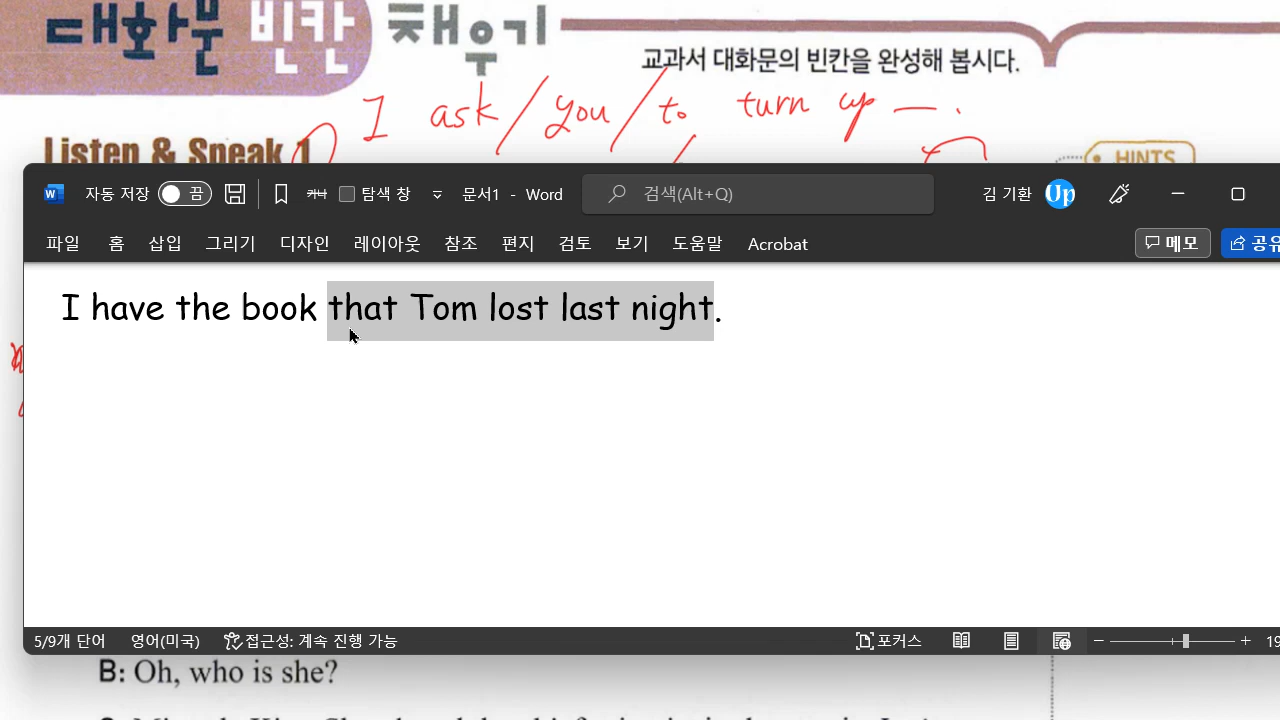 대화문 빈칸 채우기
교과서 대화문의 빈칸을 완성해 봅시다.
I ask / you / to turn up — .
Listen & Speak 1
HINTS
자동 저장 끔 커너 탐색 창 문서1 - Word 검색(Alt+Q) 김 기환 Up
파일 홈 삽입 그리기 디자인 레이아웃 참조 편지 검토 보기 도움말 Acrobat 메모 공유
I have the book that Tom lost last night.
5/9개 단어 영어(미국) 접근성: 계속 진행 가능 포커스
B: Oh, who is she?